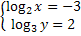 log₂ x = −3
log₃ y = 2